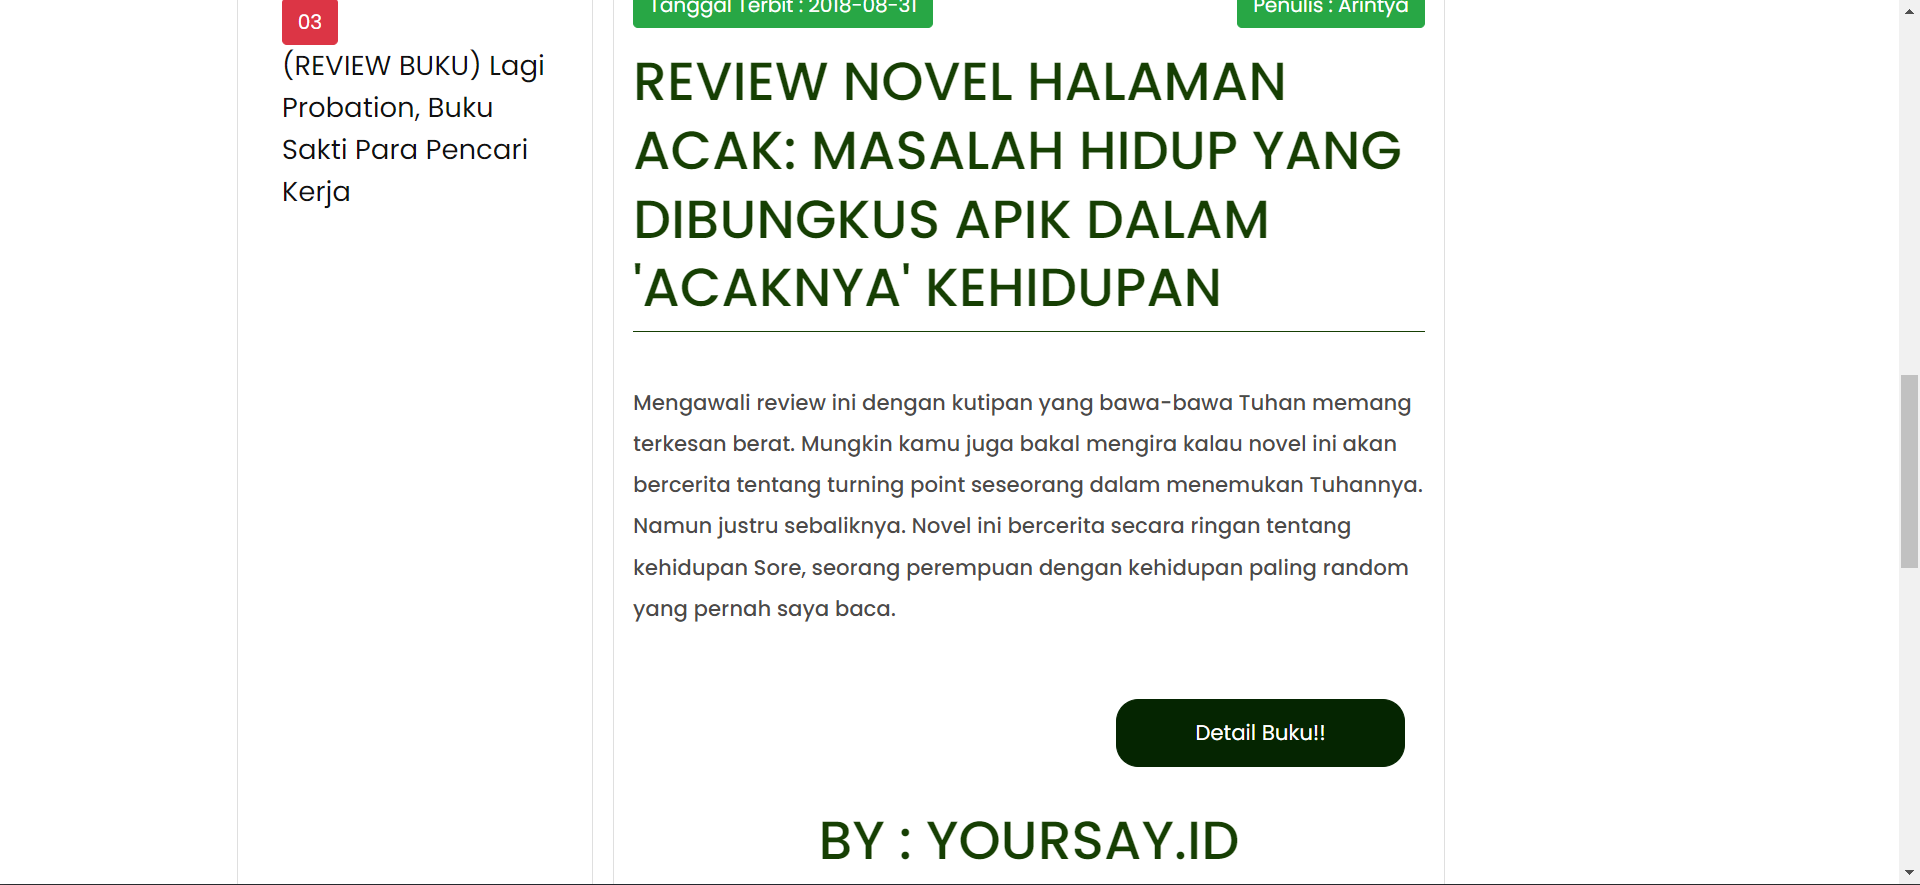 03
(REVIEW BUKU) Lagi
Probation, Buku
Sakti Para Pencari
Kerja
Tanggal Terbit : 2018-08-31
Penulis : Arintya
REVIEW NOVEL HALAMAN
ACAK: MASALAH HIDUP YANG
DIBUNGKUS APIK DALAM
'ACAKNYA' KEHIDUPAN
Mengawali review ini dengan kutipan yang bawa-bawa Tuhan memang
terkesan berat. Mungkin kamu juga bakal mengira kalau novel ini akan
bercerita tentang turning point seseorang dalam menemukan Tuhannya.
Namun justru sebaliknya. Novel ini bercerita secara ringan tentang
kehidupan Sore, seorang perempuan dengan kehidupan paling random
yang pernah saya baca.
Detail Buku!!
BY : YOURSAY.ID